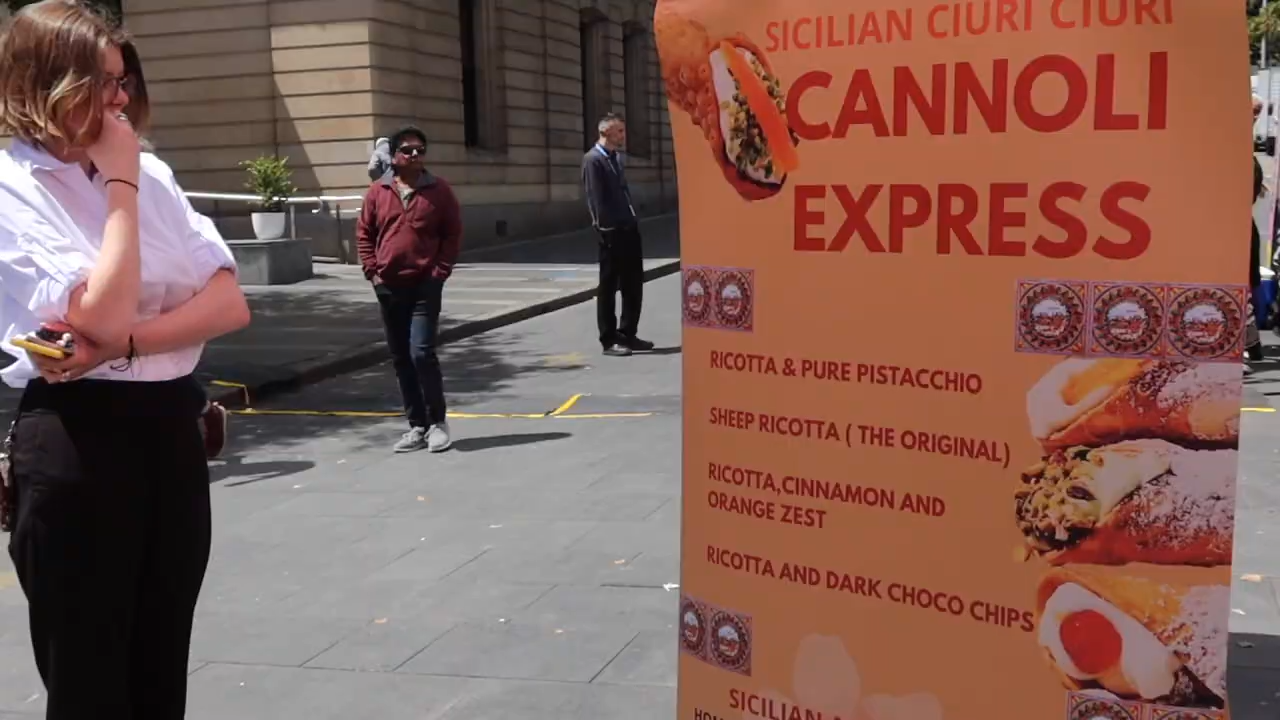 SICILIAN CIURI CIURI
CANNOLI
EXPRESS
RICOTTA & PURE PISTACCHIO
SHEEP RICOTTA ( THE ORIGINAL)
RICOTTA,CINNAMON AND
ORANGE ZEST
RICOTTA AND DARK CHOCO CHIPS
SICILIAN